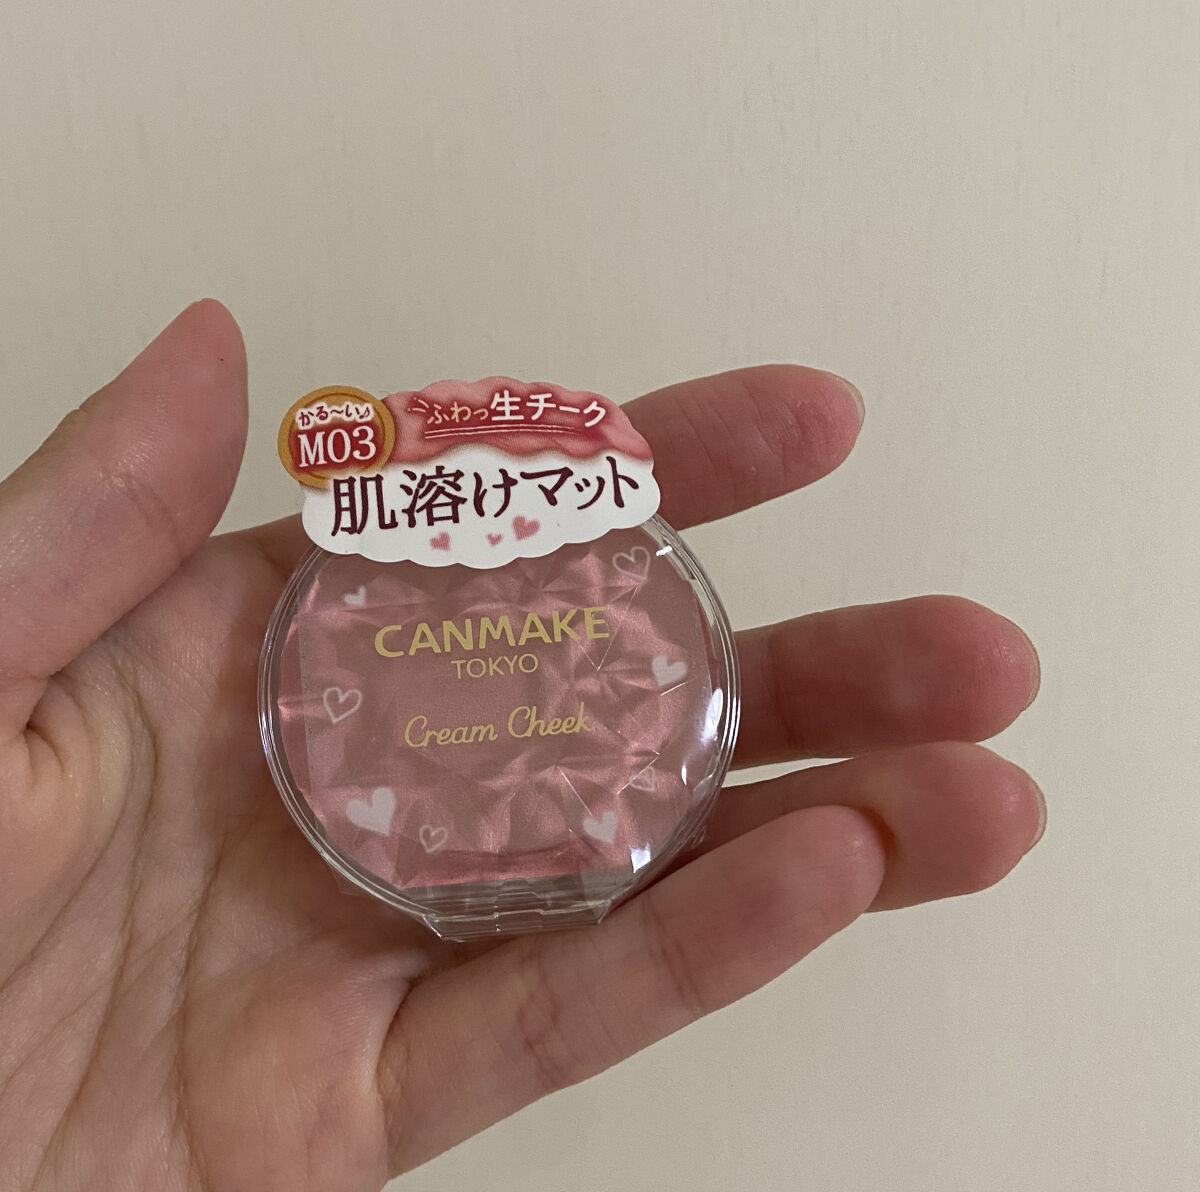 かる〜い♪
M03
ふわっ生チーク
肌溶けマット
CANMAKE
TOKYO
Cream Cheek